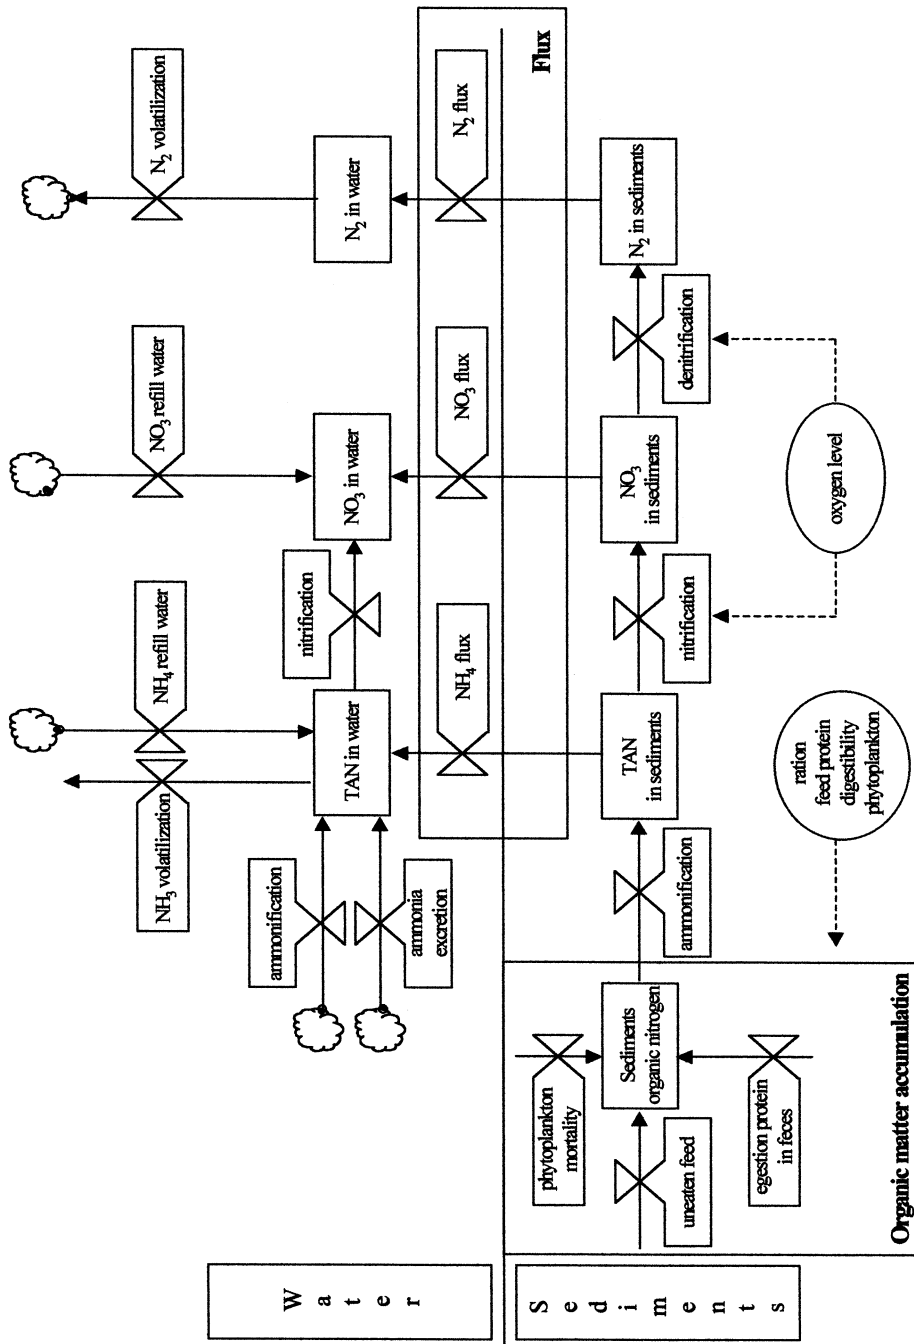 W
a
t
e
r
NH3 volatilization
NH4 refill water
NO3 refill water
N2 volatilization
ammonification
nitrification
TAN in water
NO3 in water
N2 in water
ammonia
excretion
NH4 flux
NO3 flux
N2 flux
Flux
S
e
d
i
m
e
n
t
s
phytoplankton
mortality
Sediments
organic nitrogen
TAN
in sediments
NO3
in sediments
N2 in sediments
uneaten feed
ammonification
nitrification
denitrification
egestion protein
in feces
ration
feed protein
digestibility
phytoplankton
oxygen level
Organic matter accumulation